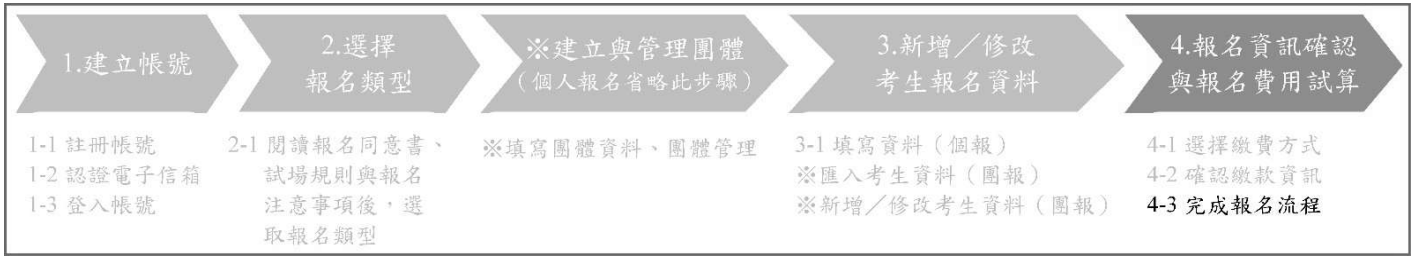 1.建立帳號
2.選擇
報名類型
※建立與管理團體
（個人報名省略此步驟）
3.新增／修改
考生報名資料
4.報名資訊確認
與報名費用試算
1-1 註冊帳號
1-2 認證電子信箱
1-3 登入帳號
2-1 閱讀報名同意書、
試場規則與報名
注意事項後，選
取報名類型
※填寫團體資料、團體管理
3-1 填寫資料（個報）
※匯入考生資料（團報）
※新增／修改考生資料（團報）
4-1 選擇繳費方式
4-2 確認繳款資訊
4-3 完成報名流程